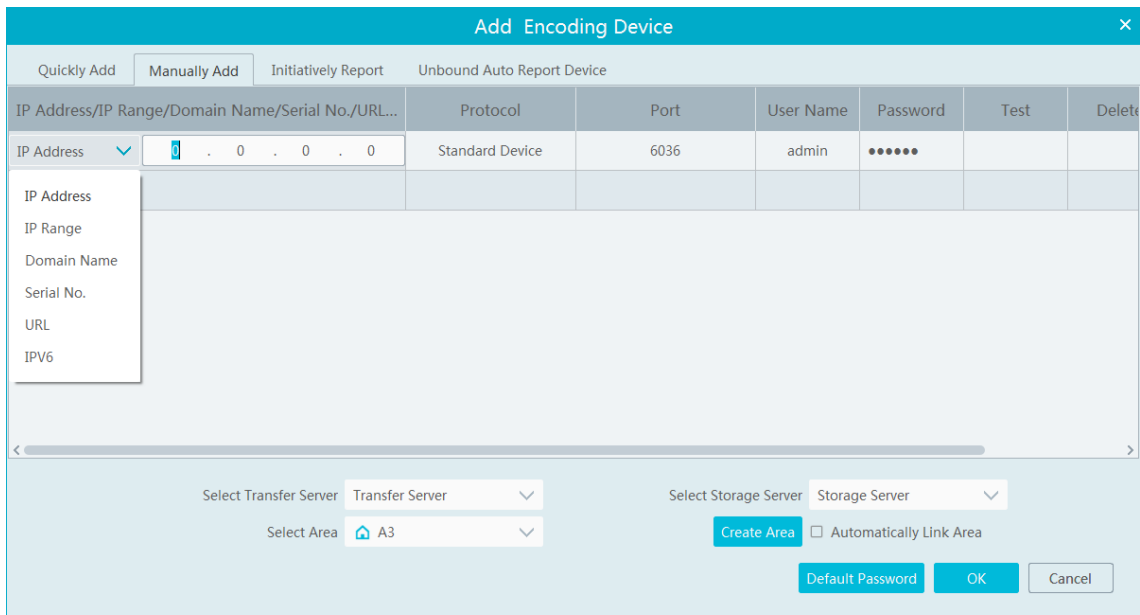 Add Encoding Device
Quickly Add Manually Add Initiatively Report Unbound Auto Report Device
IP Address/IP Range/Domain Name/Serial No./URL... Protocol Port User Name Password Test Delete
IP Address 0 . 0 . 0 . 0 Standard Device 6036 admin ●●●●●●
IP Address
IP Range
Domain Name
Serial No.
URL
IPV6
Select Transfer Server Transfer Server Select Storage Server Storage Server
Select Area A3 Create Area Automatically Link Area
Default Password OK Cancel